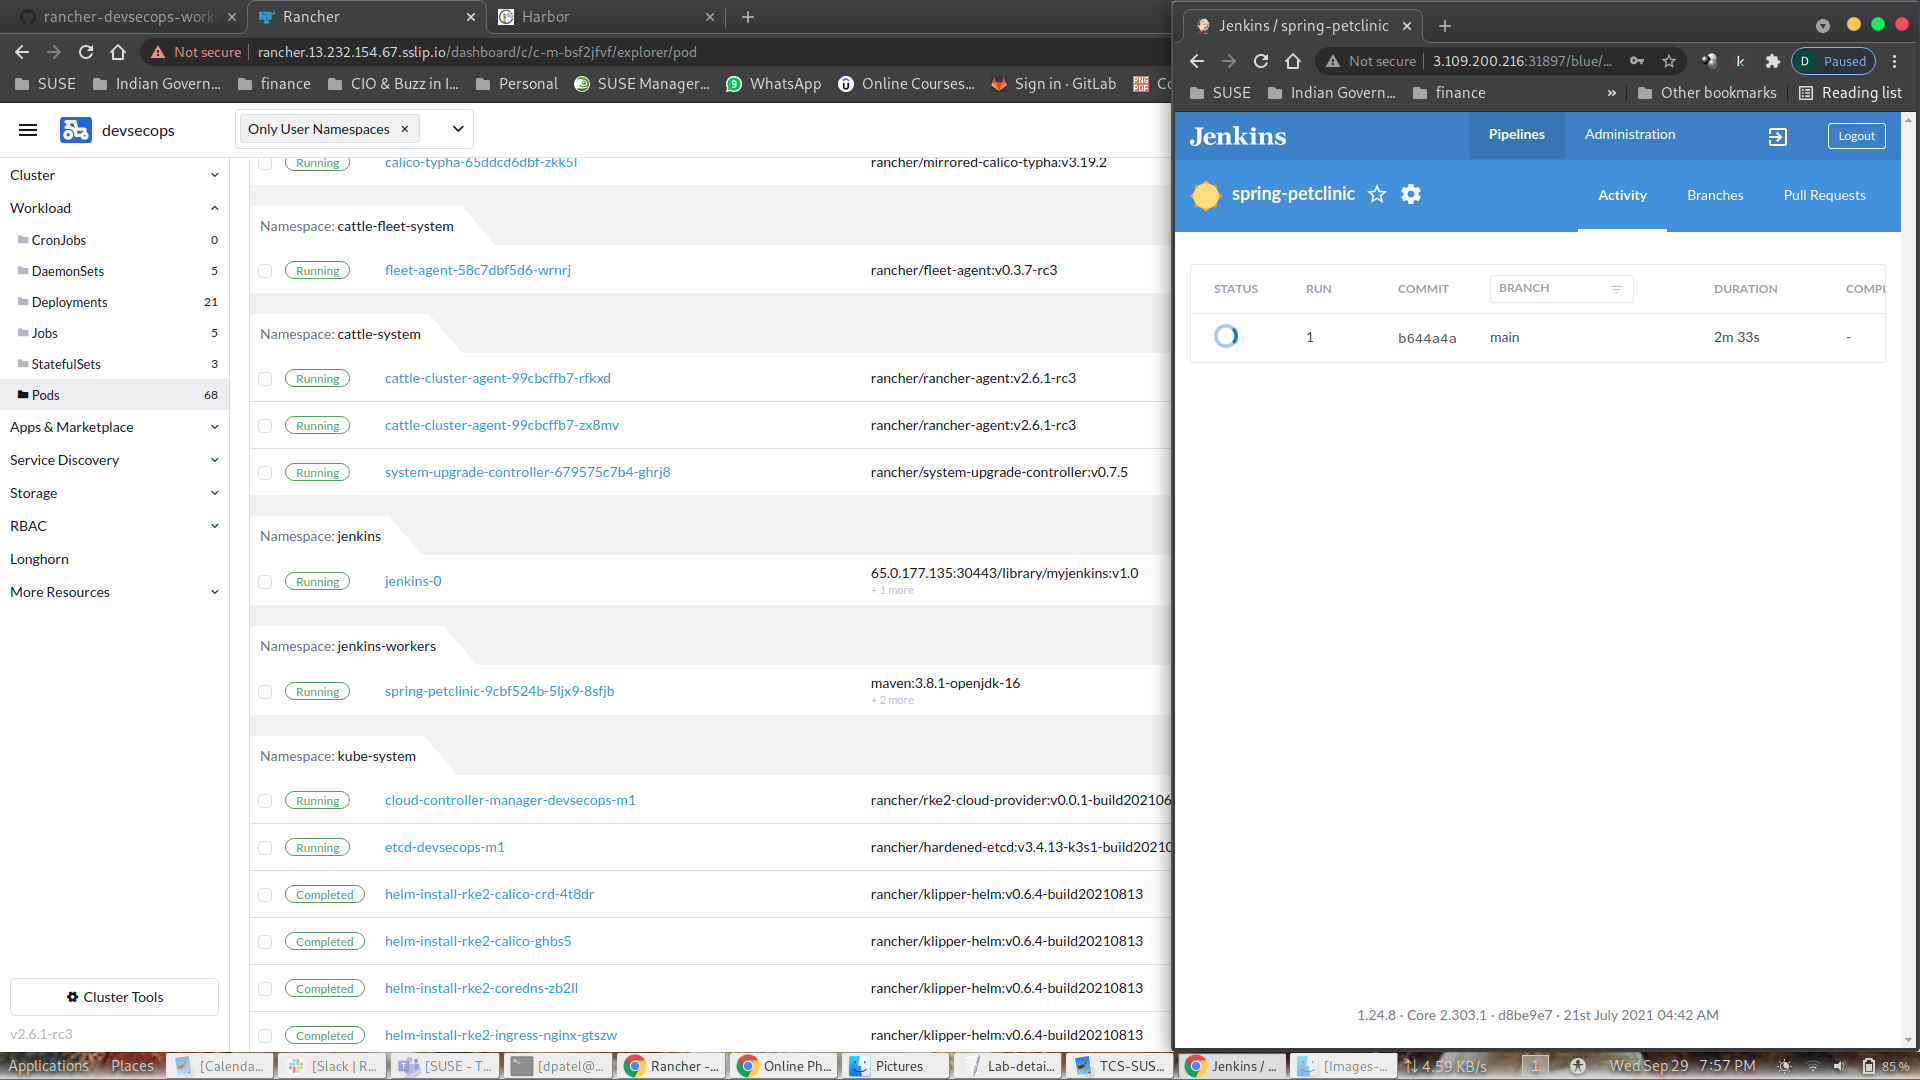 rancher-devsecops-works
Rancher
Harbor
Not secure
rancher.13.232.154.67.sslip.io/dashboard/c/c-m-bsf2jfvf/explorer/pod
SUSE
Indian Govern...
finance
CIO & Buzz in I...
Personal
SUSE Manager...
WhatsApp
Online Courses...
Sign in · GitLab
PNG
PDF
Co
devsecops
Only User Namespaces
Cluster
Workload
CronJobs 0
DaemonSets 5
Deployments 21
Jobs 5
StatefulSets 3
Pods 68
Apps & Marketplace
Service Discovery
Storage
RBAC
Longhorn
More Resources
Cluster Tools
v2.6.1-rc3
Running calico-typha-65ddcd6dbf-zkk5l rancher/mirrored-calico-typha:v3.19.2
Namespace: cattle-fleet-system
Running fleet-agent-58c7dbf5d6-wrnrj rancher/fleet-agent:v0.3.7-rc3
Namespace: cattle-system
Running cattle-cluster-agent-99cbcffb7-rfkxd rancher/rancher-agent:v2.6.1-rc3
Running cattle-cluster-agent-99cbcffb7-zx8mv rancher/rancher-agent:v2.6.1-rc3
Running system-upgrade-controller-679575c7b4-ghrj8 rancher/system-upgrade-controller:v0.7.5
Namespace: jenkins
Running jenkins-0 65.0.177.135:30443/library/myjenkins:v1.0
+ 1 more
Namespace: jenkins-workers
Running spring-petclinic-9cbf524b-5ljx9-8sfjb maven:3.8.1-openjdk-16
+ 2 more
Namespace: kube-system
Running cloud-controller-manager-devsecops-m1 rancher/rke2-cloud-provider:v0.0.1-build202106
Running etcd-devsecops-m1 rancher/hardened-etcd:v3.4.13-k3s1-build20210
Completed helm-install-rke2-calico-crd-4t8dr rancher/klipper-helm:v0.6.4-build20210813
Completed helm-install-rke2-calico-ghbs5 rancher/klipper-helm:v0.6.4-build20210813
Completed helm-install-rke2-coredns-zb2ll rancher/klipper-helm:v0.6.4-build20210813
Completed helm-install-rke2-ingress-nginx-gtszw rancher/klipper-helm:v0.6.4-build20210813
Jenkins / spring-petclinic
Not secure
3.109.200.216:31897/blue/...
k
D Paused
SUSE
Indian Govern...
finance
»
Other bookmarks
Reading list
Jenkins
Pipelines
Administration
Logout
spring-petclinic
Activity
Branches
Pull Requests
STATUS RUN COMMIT BRANCH DURATION COMPL
1 b644a4a main 2m 33s -
1.24.8 · Core 2.303.1 · d8be9e7 · 21st July 2021 04:42 AM
Applications
Places
[Calenda...
[Slack | R...
[SUSE - T...
[dpatel@...
Rancher -...
Online Ph...
Pictures
Lab-detai...
TCS-SUS...
Jenkins / ...
[Images-...
4.59 KB/s
1
Wed Sep 29 7:57 PM
85 %